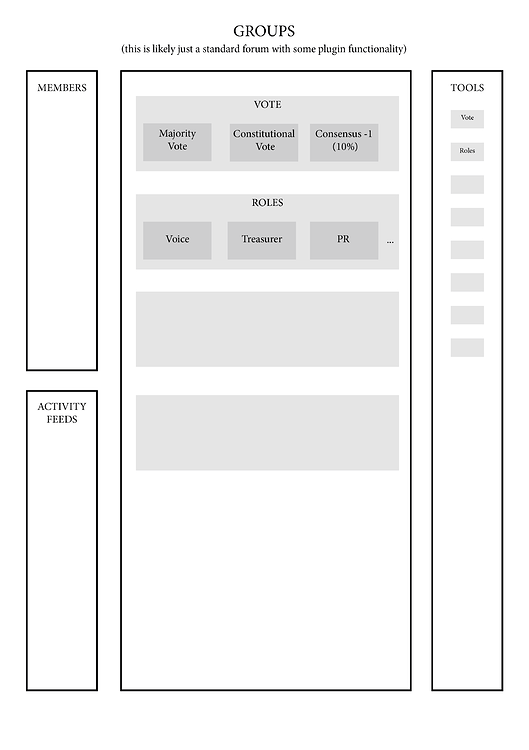 GROUPS
(this is likely just a standard forum with some plugin functionality)
MEMBERS
ACTIVITY
FEEDS
VOTE
Majority
Vote
Constitutional
Vote
Consensus -1
(10%)
ROLES
Voice
Treasurer
PR
...
TOOLS
Vote
Roles